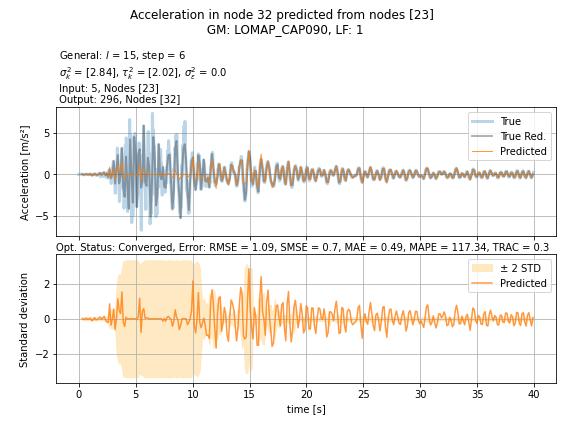 Acceleration in node 32 predicted from nodes [23]
GM: LOMAP_CAP090, LF: 1
General: l = 15, step = 6
σ²ₖ = [2.84], τ²ₖ = [2.02], σ²ε = 0.0
Input: 5, Nodes [23]
Output: 296, Nodes [32]
Acceleration [m/s²]
5
0
−5
True
True Red.
Predicted
Opt. Status: Converged, Error: RMSE = 1.09, SMSE = 0.7, MAE = 0.49, MAPE = 117.34, TRAC = 0.3
Standard deviation
2
0
−2
± 2 STD
Predicted
0 5 10 15 20 25 30 35 40
time [s]